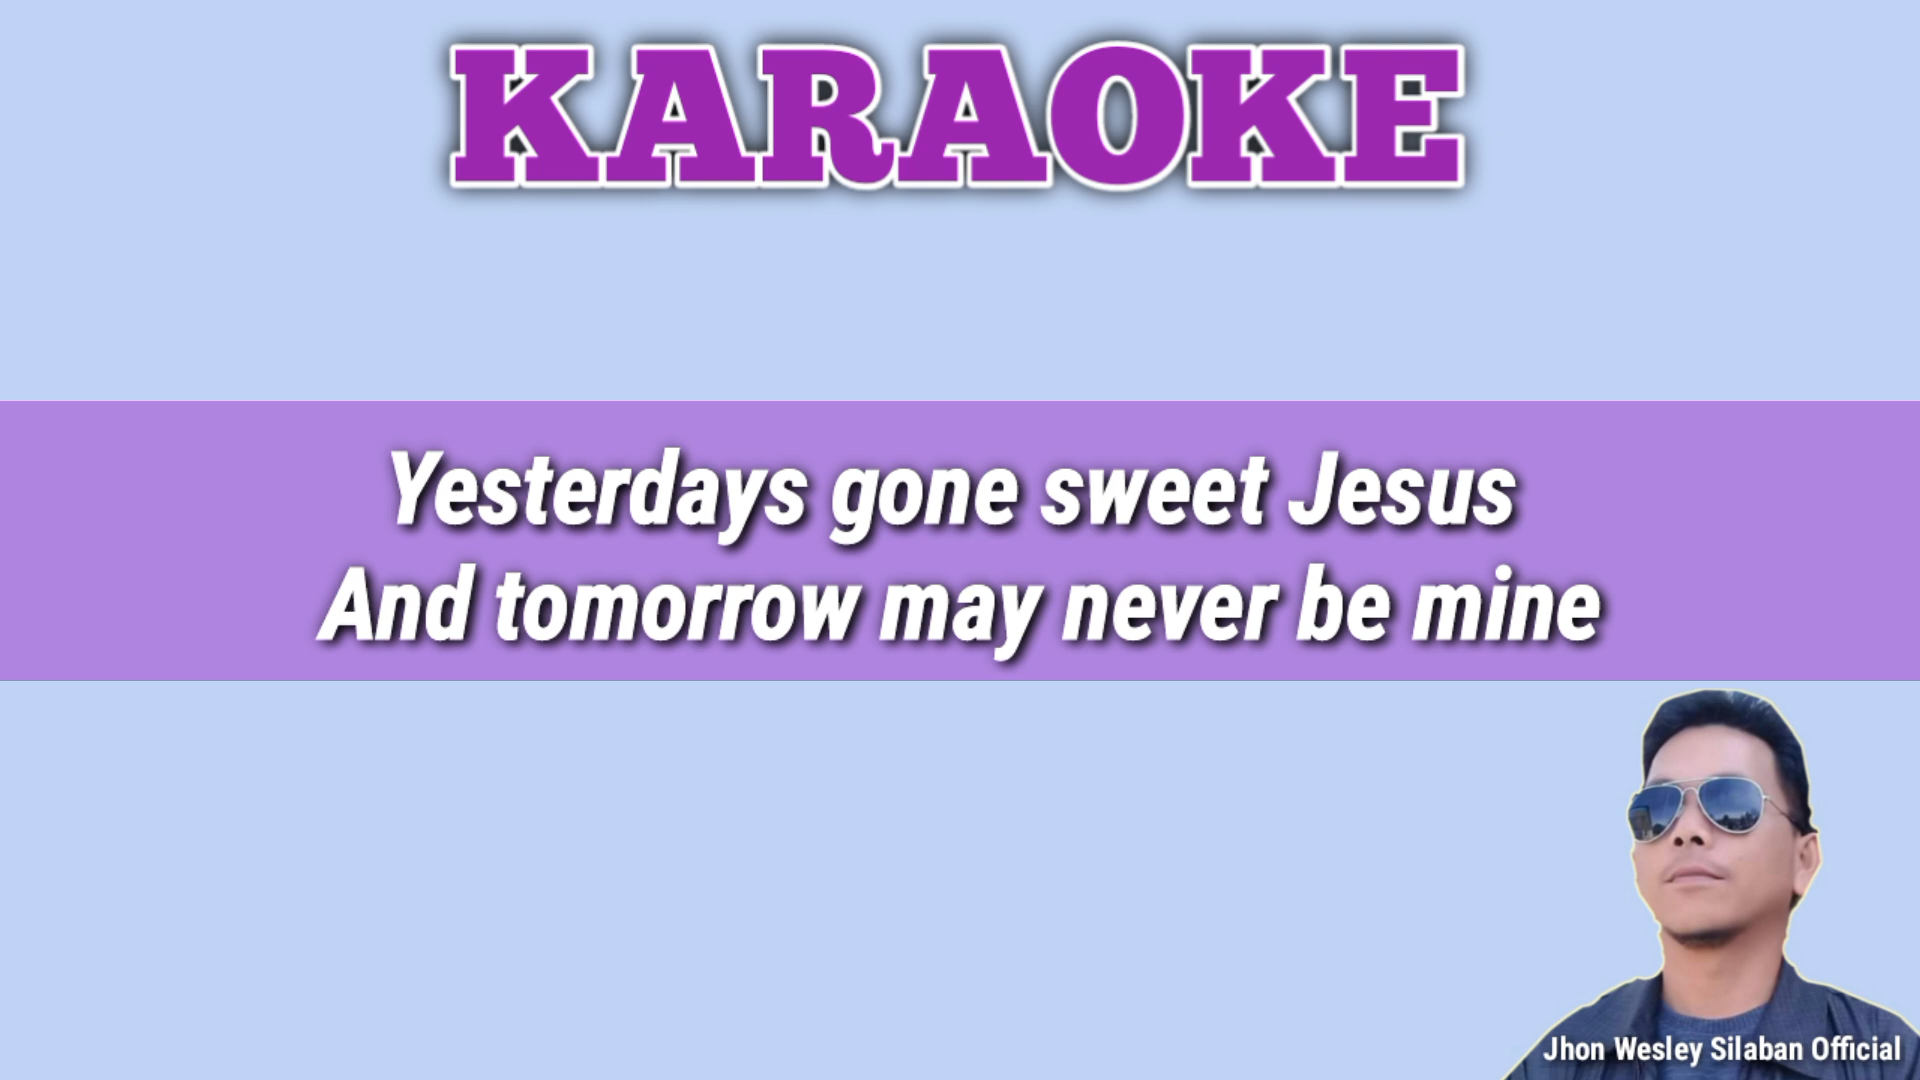 KARAOKE
Yesterdays gone sweet Jesus
And tomorrow may never be mine
Jhon Wesley Silaban Official